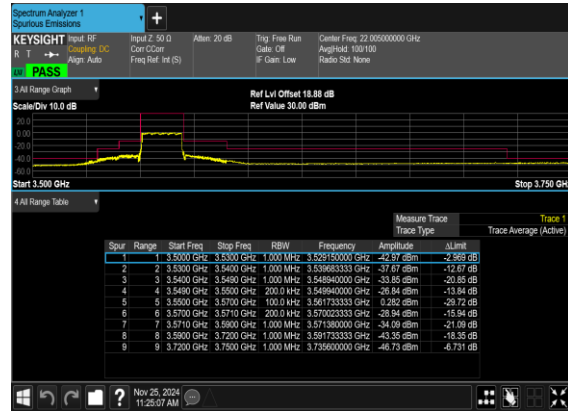 Spectrum Analyzer 1
Spurious Emissions
KEYSIGHT Input: RF
R T Coupling: DC
Align: Auto
Input Z: 50 Ω
Corr CCorr
Freq Ref: Int (S)
Atten: 20 dB
Trig: Free Run
Gate: Off
IF Gain: Low
Center Freq: 22.005000000 GHz
Avg|Hold: 100/100
Radio Std: None
PASS
3 All Range Graph
Ref Lvl Offset 18.88 dB
Scale/Div 10.0 dB
Ref Value 30.00 dBm
20.0
0.00
-20.0
-40.0
-60.0
Start 3.500 GHz
Stop 3.750 GH
4 All Range Table
Measure Trace Trace 1
Trace Type Trace Average (Active)
Spur Range Start Freq Stop Freq RBW Frequency Amplitude ΔLimit
1 1 3.5000 GHz 3.5300 GHz 1.000 MHz 3.529150000 GHz -42.97 dBm -2.969 dB
2 2 3.5300 GHz 3.5400 GHz 1.000 MHz 3.539683333 GHz -37.67 dBm -12.67 dB
3 3 3.5400 GHz 3.5490 GHz 1.000 MHz 3.548940000 GHz -33.85 dBm -20.85 dB
4 4 3.5490 GHz 3.5500 GHz 200.0 kHz 3.549940000 GHz -26.84 dBm -13.84 dB
5 5 3.5500 GHz 3.5700 GHz 100.0 kHz 3.561733333 GHz 0.282 dBm -29.72 dB
6 6 3.5700 GHz 3.5710 GHz 200.0 kHz 3.570023333 GHz -28.94 dBm -15.94 dB
7 7 3.5710 GHz 3.5900 GHz 1.000 MHz 3.571380000 GHz -34.09 dBm -21.09 dB
8 8 3.5900 GHz 3.7200 GHz 1.000 MHz 3.591733333 GHz -43.35 dBm -18.35 dB
9 9 3.7200 GHz 3.7500 GHz 1.000 MHz 3.735600000 GHz -46.73 dBm -6.731 dB
Nov 25, 2024
11:25:07 AM